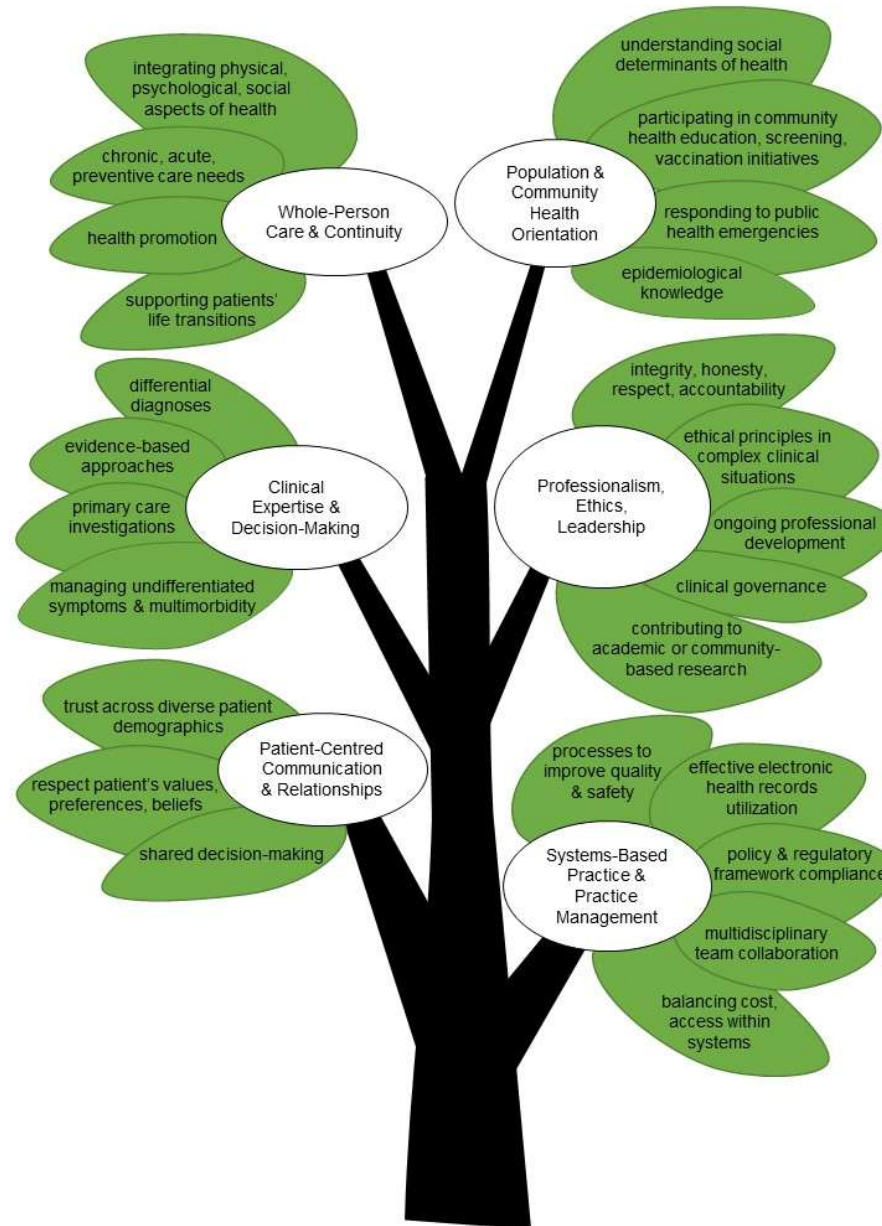 integrating physical,
psychological, social
aspects of health
chronic, acute,
preventive care needs
health promotion
supporting patients'
life transitions
Whole-Person
Care & Continuity
understanding social
determinants of health
participating in community
health education, screening,
vaccination initiatives
responding to public
health emergencies
epidemiological
knowledge
Population &
Community
Health
Orientation
differential
diagnoses
evidence-based
approaches
primary care
investigations
managing undifferentiated
symptoms & multimorbidity
Clinical
Expertise &
Decision-Making
integrity, honesty,
respect, accountability
ethical principles in
complex clinical
situations
ongoing professional
development
clinical governance
contributing to
academic or community-
based research
Professionalism,
Ethics,
Leadership
trust across diverse patient
demographics
respect patient's values,
preferences, beliefs
shared decision-making
Patient-Centred
Communication
& Relationships
processes to
improve quality
& safety
effective electronic
health records
utilization
policy & regulatory
framework compliance
multidisciplinary
team collaboration
balancing cost,
access within
systems
Systems-Based
Practice &
Practice
Management